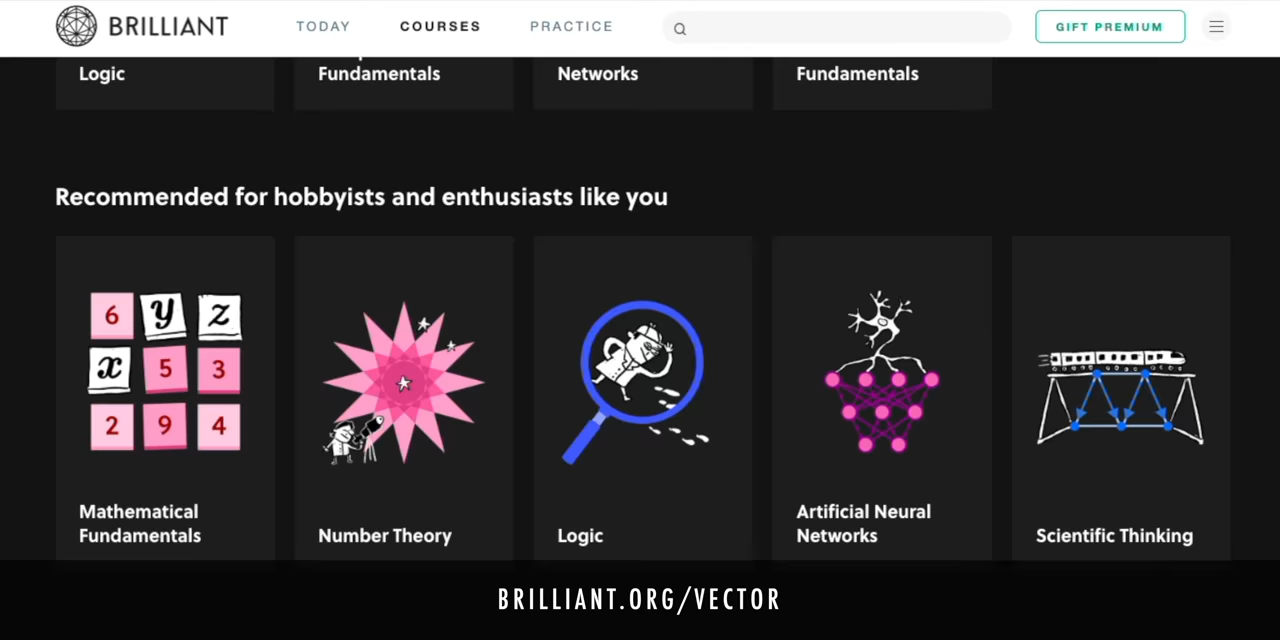 BRILLIANT
TODAY
COURSES
PRACTICE
GIFT PREMIUM
Logic
Fundamentals
Networks
Fundamentals
Recommended for hobbyists and enthusiasts like you
6 y z
x 5 3
2 9 4
Mathematical
Fundamentals
Number Theory
Logic
Artificial Neural
Networks
Scientific Thinking
BRILLIANT.ORG/VECTOR